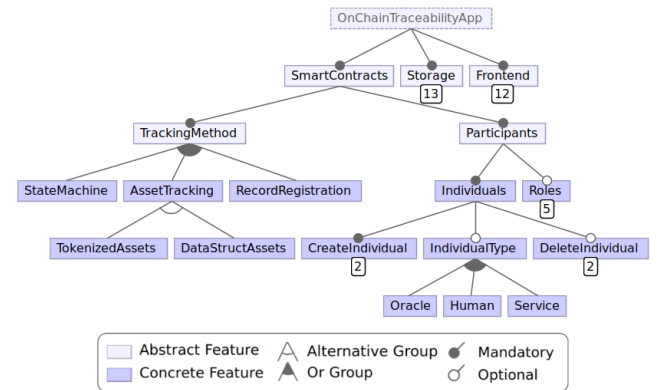 OnChainTraceabilityApp
SmartContracts Storage Frontend
13 12
TrackingMethod Participants
StateMachine AssetTracking RecordRegistration Individuals Roles
5
TokenizedAssets DataStructAssets CreateIndividual IndividualType DeleteIndividual
2 2
Oracle Human Service
Abstract Feature Alternative Group Mandatory
Concrete Feature Or Group Optional